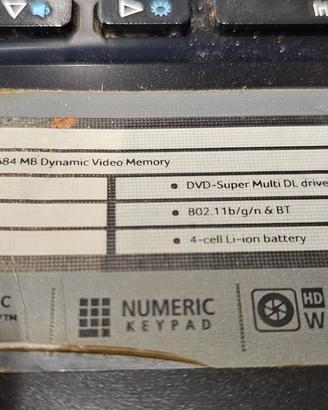 684 MB Dynamic Video Memory
DVD-Super Multi DL drive
802.11b/g/n & BT
4-cell Li-ion battery
C
™
NUMERIC
KEYPAD
HD
W